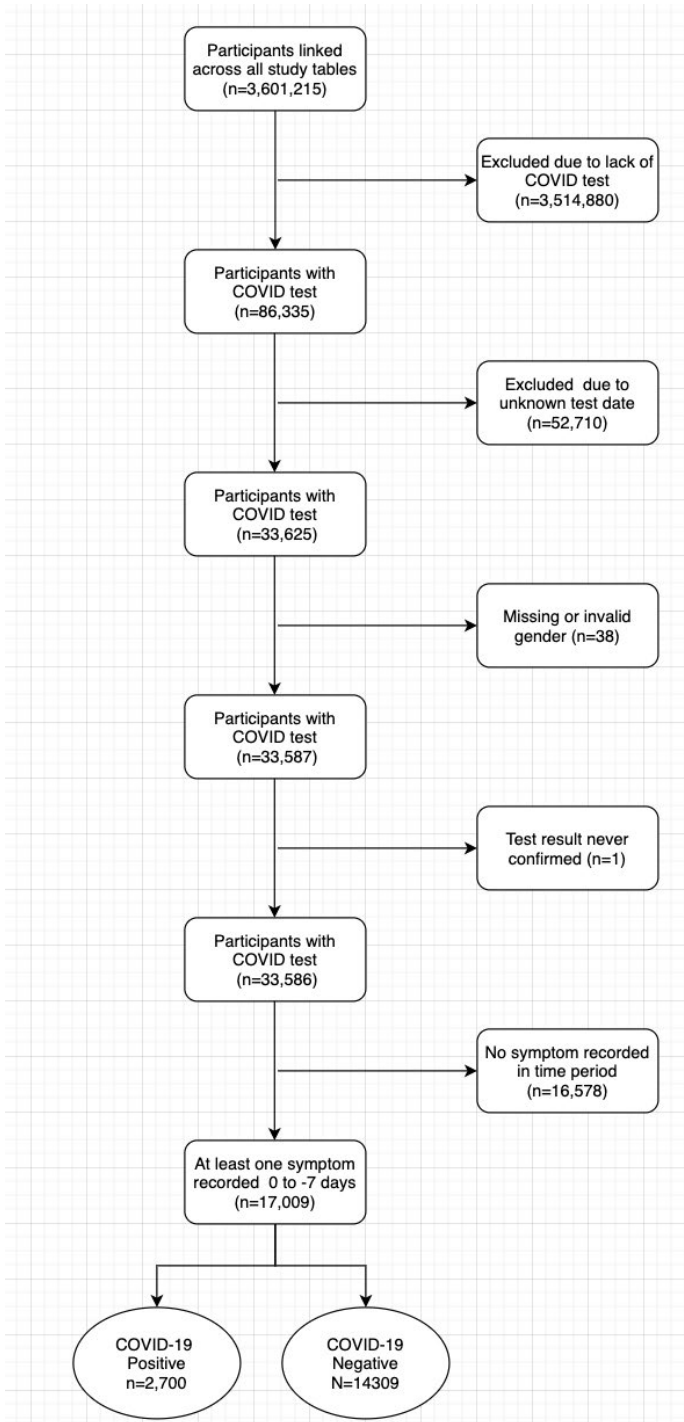 Participants linked
across all study tables
(n=3,601,215)
Excluded due to lack of
COVID test
(n=3,514,880)
Participants with
COVID test
(n=86,335)
Excluded due to
unknown test date
(n=52,710)
Participants with
COVID test
(n=33,625)
Missing or invalid
gender (n=38)
Participants with
COVID test
(n=33,587)
Test result never
confirmed (n=1)
Participants with
COVID test
(n=33,586)
No symptom recorded
in time period
(n=16,578)
At least one symptom
recorded 0 to -7 days
(n=17,009)
COVID-19
Positive
n=2,700
COVID-19
Negative
N=14309